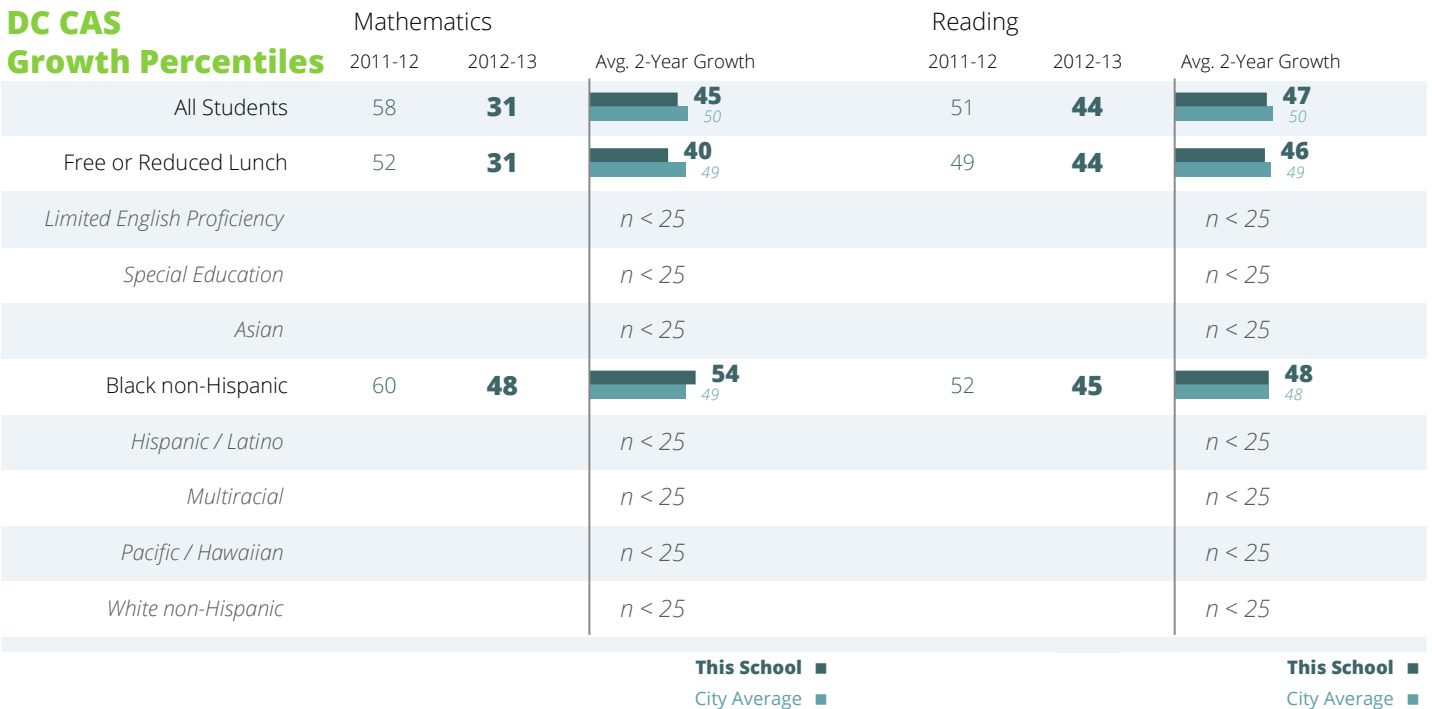 DC CAS Mathematics Reading
Growth Percentiles 2011-12 2012-13 Avg. 2-Year Growth 2011-12 2012-13 Avg. 2-Year Growth
All Students 58 31 45 50 51 44 47 50
Free or Reduced Lunch 52 31 40 49 49 44 46 49
Limited English Proficiency n < 25 n < 25
Special Education n < 25 n < 25
Asian n < 25 n < 25
Black non-Hispanic 60 48 54 49 52 45 48 48
Hispanic / Latino n < 25 n < 25
Multiracial n < 25 n < 25
Pacific / Hawaiian n < 25 n < 25
White non-Hispanic n < 25 n < 25
This School This School
City Average City Average